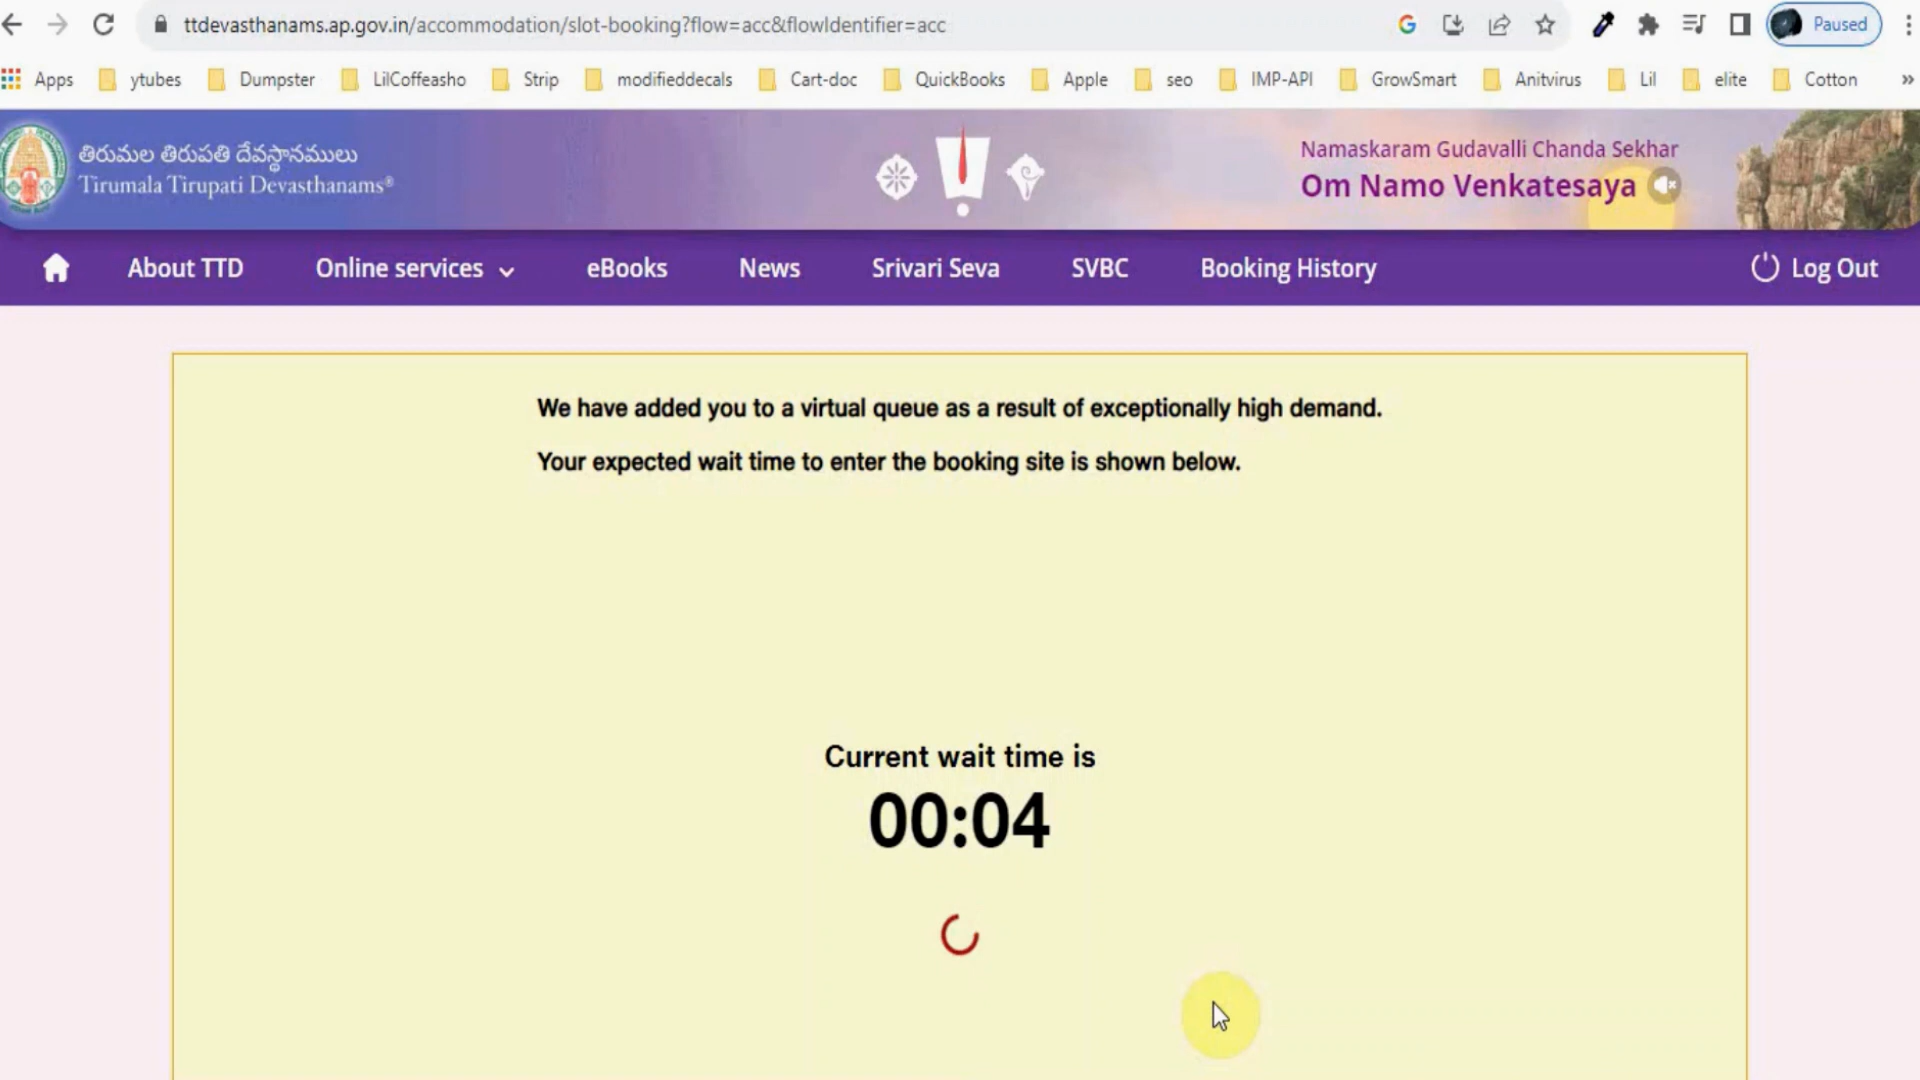 ttdevasthanams.ap.gov.in/accommodation/slot-booking?flow=acc&flowIdentifier=acc
Paused
Apps ytubes Dumpster LilCoffeasho Strip modifieddecals Cart-doc QuickBooks Apple seo IMP-API GrowSmart Anitvirus Lil elite Cotton »
తిరుమల తిరుపతి దేవస్థానములు
Tirumala Tirupati Devasthanams®
Namaskaram Gudavalli Chanda Sekhar
Om Namo Venkatesaya
About TTD Online services eBooks News Srivari Seva SVBC Booking History Log Out
We have added you to a virtual queue as a result of exceptionally high demand.
Your expected wait time to enter the booking site is shown below.
Current wait time is
00:04